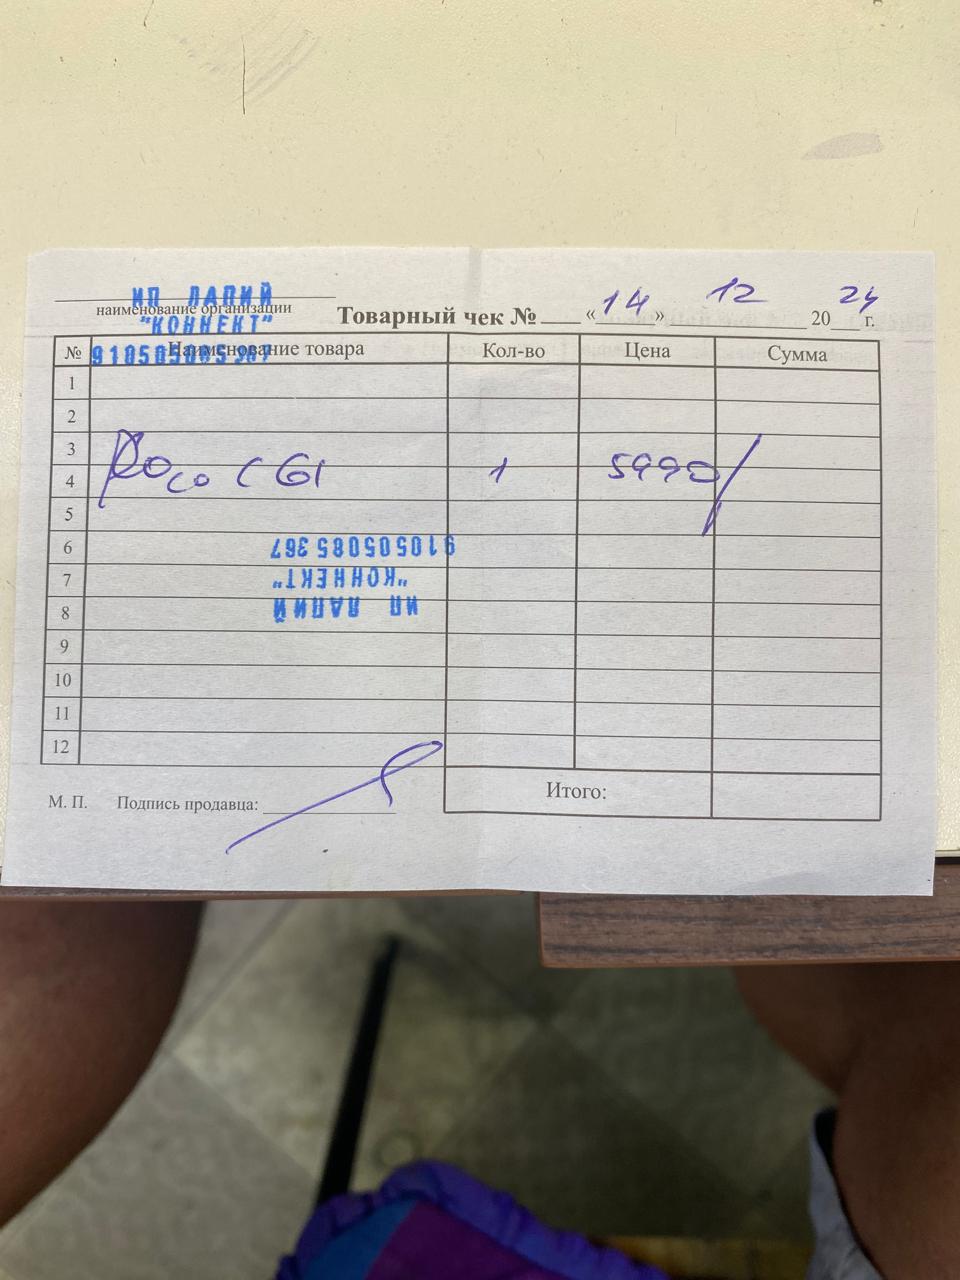 ИП ЛАПИЙ
наименование организации
"КОННЕКТ"
Товарный чек № « 14 » 12 20 24 г.
№ Наименование товара Кол-во Цена Сумма
1
2
3
4 Poco C61 1 5990
5
6
910505085367
7
"КОННЕКТ"
8
ИП ЛАПИЙ
9
10
11
12
Итого:
М. П. Подпись продавца: